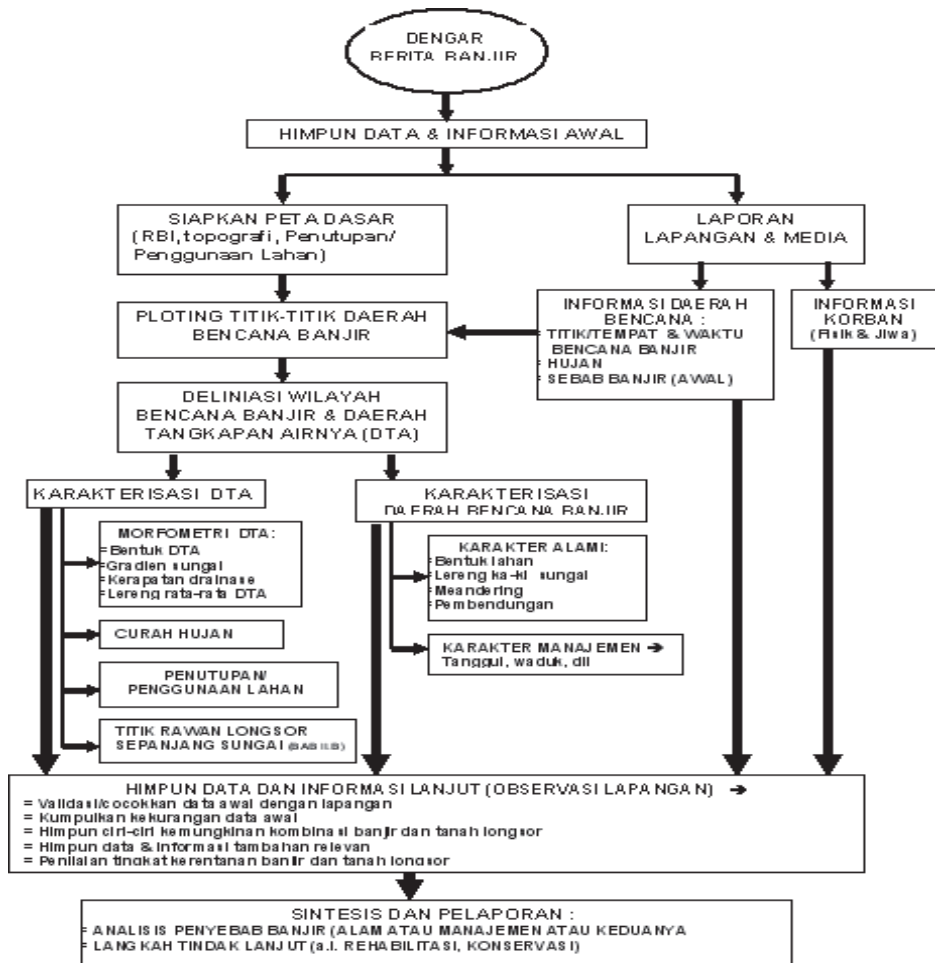 DENGAR
BERITA BANJIR
HIMPUN DATA & INFORMASI AWAL
SIAPKAN PETA DASAR
(RBI, topografi, Penutupan/
Penggunaan Lahan)
LAPORAN
LAPANGAN & MEDIA
PLOTING TITIK-TITIK DAERAH
BENCANA BANJIR
INFORMASI DAERAH
BENCANA :
- TITIK/TEMPAT & WAKTU
BENCANA BANJIR
- HUJAN
- SEBAB BANJIR (AWAL)
INFORMASI
KORBAN
(Fisik & Jiwa)
DELINIASI WILAYAH
BENCANA BANJIR & DAERAH
TANGKAPAN AIRNYA (DTA)
KARAKTERISASI DTA
KARAKTERISASI
DAERAH BENCANA BANJIR
MORFOMETRI DTA:
= Bentuk DTA
= Gradien sungai
= Kerapatan drainase
= Lereng rata-rata DTA
CURAH HUJAN
PENUTUPAN/
PENGGUNAAN LAHAN
TITIK RAWAN LONGSOR
SEPANJANG SUNGAI (BAB II.B)
KARAKTER ALAMI:
= Bentuk lahan
= Lereng ka-ki sungai
= Meandering
= Pembendungan
KARAKTER MANAJEMEN →
Tanggul, waduk, dll
HIMPUN DATA DAN INFORMASI LANJUT (OBSERVASI LAPANGAN) →
= Validasi/cocokkan data awal dengan lapangan
= Kumpulkan kekurangan data awal
= Himpun ciri-ciri kemungkinan kombinasi banjir dan tanah longsor
= Himpun data & informasi tambahan relevan
= Penilaian tingkat kerentanan banjir dan tanah longsor
SINTESIS DAN PELAPORAN :
= ANALISIS PENYEBAB BANJIR (ALAM ATAU MANAJEMEN ATAU KEDUANYA
= LANGKAH TINDAK LANJUT (a.l. REHABILITASI, KONSERVASI)